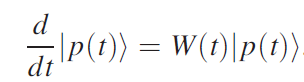 d/dt |p(t)⟩ = W(t)|p(t)⟩.